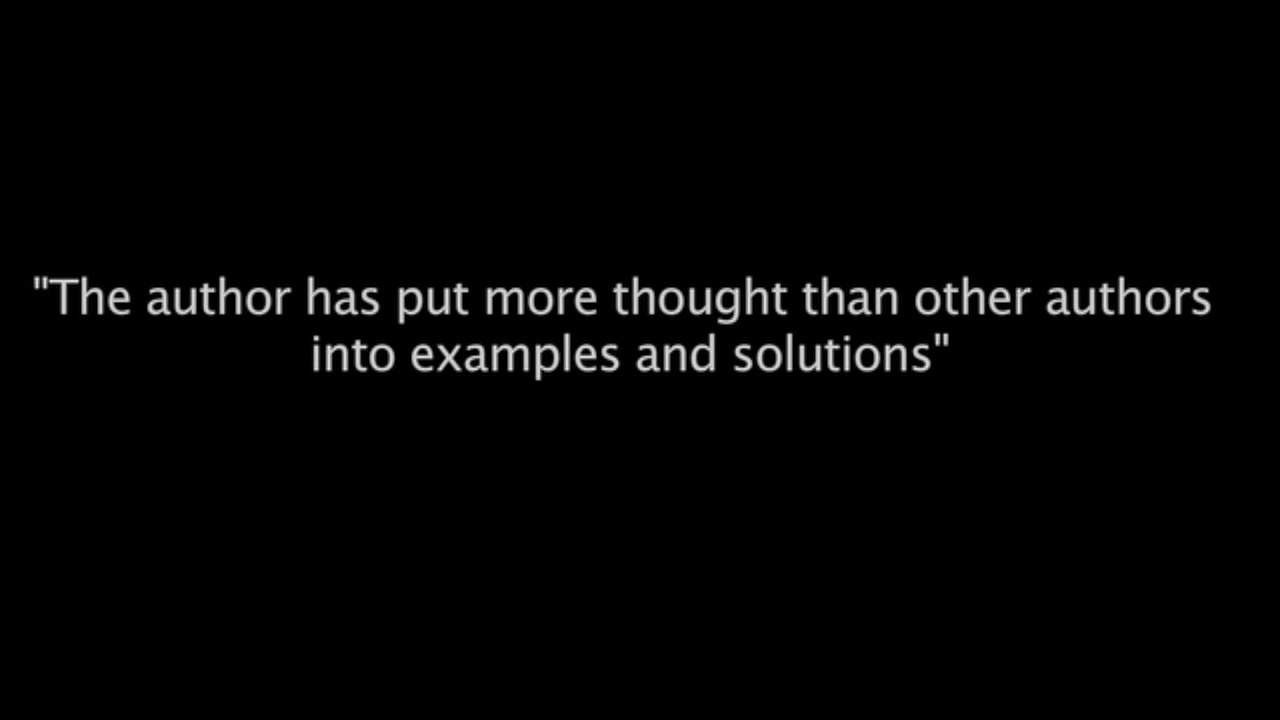 "The author has put more thought than other authors
into examples and solutions"